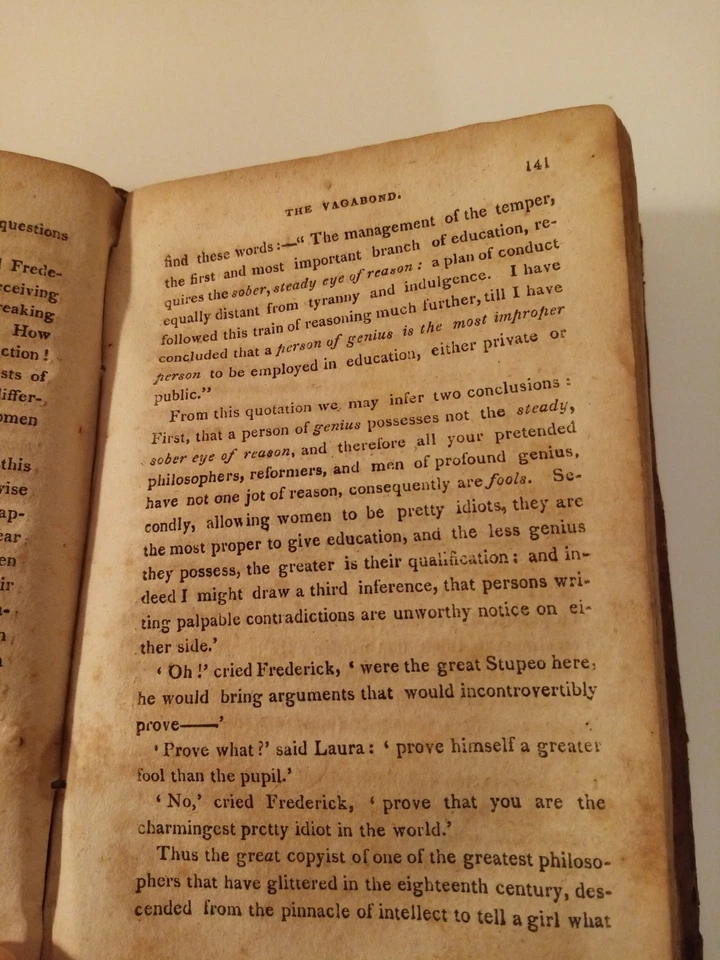 questions
Frede-
ceiving
reaking
How
ction!
sts of
liffer-
omen
this
wise
ap-
ear
en
ir
141
THE VAGABOND.
find these words:—“ The management of the temper,
the first and most important branch of education, re-
quires the sober, steady eye of reason: a plan of conduct
equally distant from tyranny and indulgence. I have
followed this train of reasoning much further, till I have
concluded that a person of genius is the most improper
person to be employed in education, either private or
public.”
From this quotation we may infer two conclusions:
First, that a person of genius possesses not the steady,
sober eye of reason, and therefore all your pretended
philosophers, reformers, and men of profound genius,
have not one jot of reason, consequently are fools. Se-
condly, allowing women to be pretty idiots, they are
the most proper to give education, and the less genius
they possess, the greater is their qualification: and in-
deed I might draw a third inference, that persons wri-
ting palpable contradictions are unworthy notice on ei-
ther side.’
‘ Oh!’ cried Frederick, ‘ were the great Stupeo here,
he would bring arguments that would incontrovertibly
prove——’
‘ Prove what?’ said Laura: ‘ prove himself a greater
fool than the pupil.’
‘ No,’ cried Frederick, ‘ prove that you are the
charmingest pretty idiot in the world.’
Thus the great copyist of one of the greatest philoso-
phers that have glittered in the eighteenth century, des-
cended from the pinnacle of intellect to tell a girl what